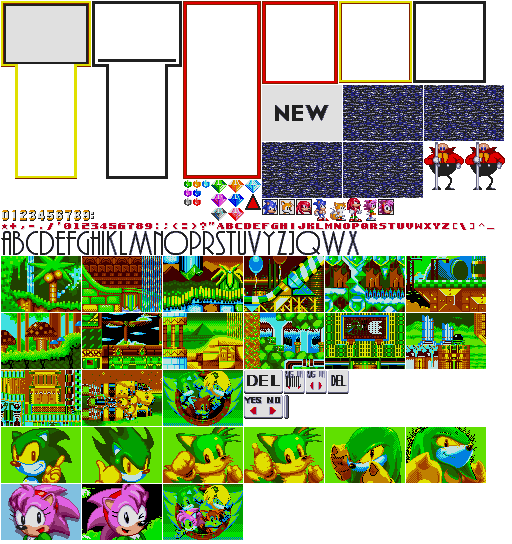 NEW
0123456789:
*+,-./'0123456789:;(=)?"ABCDEFGHIJKLMNOPQRSTUVWXYZ[\]^_
ABCDEFGHIKLMNOPRSTUVYZJQWX
DEL
DEL
YES NO